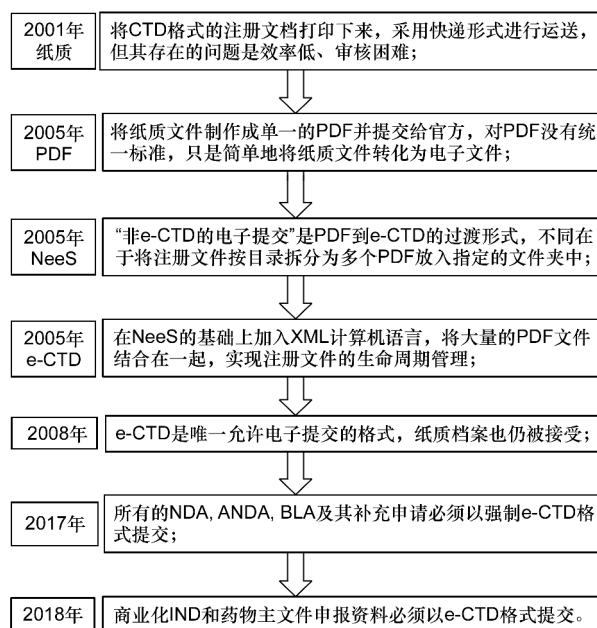 2001年
纸质
将CTD格式的注册文档打印下来，采用快递形式进行运送，
但其存在的问题是效率低、审核困难；
2005年
PDF
将纸质文件制作成单一的PDF并提交给官方，对PDF没有统
一标准，只是简单地将纸质文件转化为电子文件；
2005年
NeeS
“非e-CTD的电子提交”是PDF到e-CTD的过渡形式，不同在
于将注册文件按目录拆分为多个PDF放入指定的文件夹中；
2005年
e-CTD
在NeeS的基础上加入XML计算机语言，将大量的PDF文件
结合在一起，实现注册文件的生命周期管理；
2008年
e-CTD是唯一允许电子提交的格式，纸质档案也仍被接受；
2017年
所有的NDA, ANDA, BLA及其补充申请必须以强制e-CTD格
式提交；
2018年
商业化IND和药物主文件申报资料必须以e-CTD格式提交。